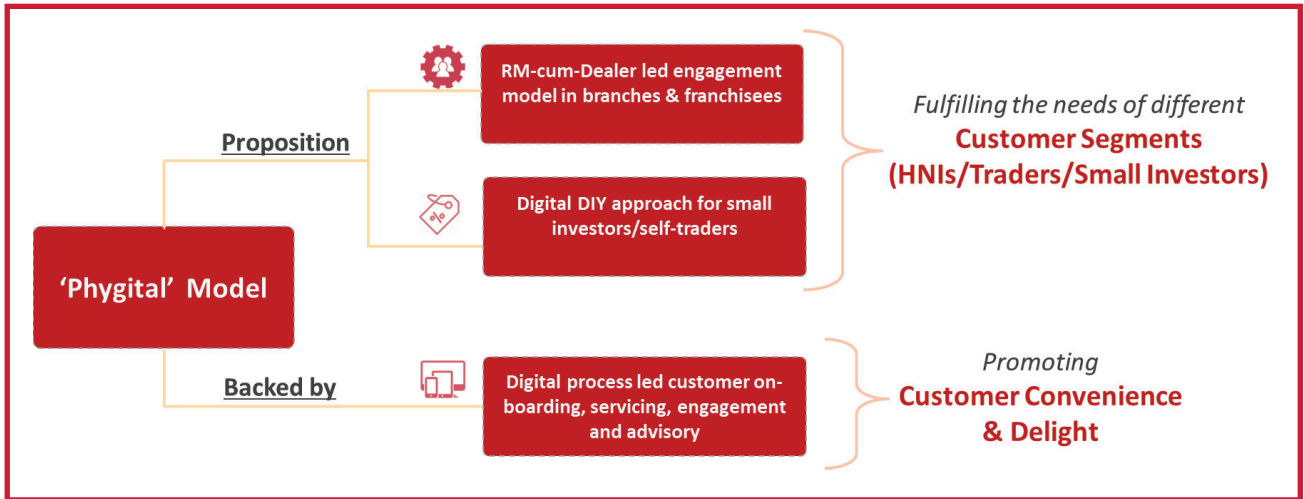 ‘Phygital’ Model
Proposition
RM-cum-Dealer led engagement
model in branches & franchisees
%
Digital DIY approach for small
investors/self-traders
Fulfilling the needs of different
Customer Segments
(HNIs/Traders/Small Investors)
Backed by
Digital process led customer on-
boarding, servicing, engagement
and advisory
Promoting
Customer Convenience
& Delight